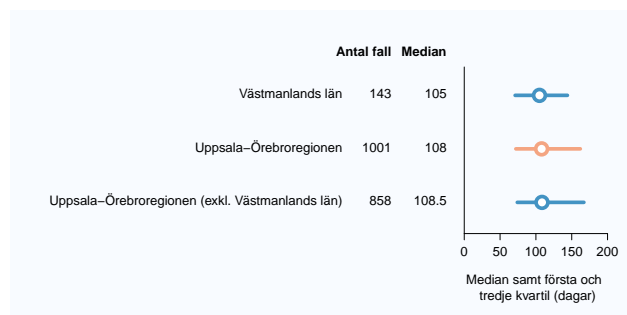 Antal fall Median
Västmanlands län 143 105
Uppsala−Örebroregionen 1001 108
Uppsala−Örebroregionen (exkl. Västmanlands län) 858 108.5
0 50 100 150 200
Median samt första och
tredje kvartil (dagar)